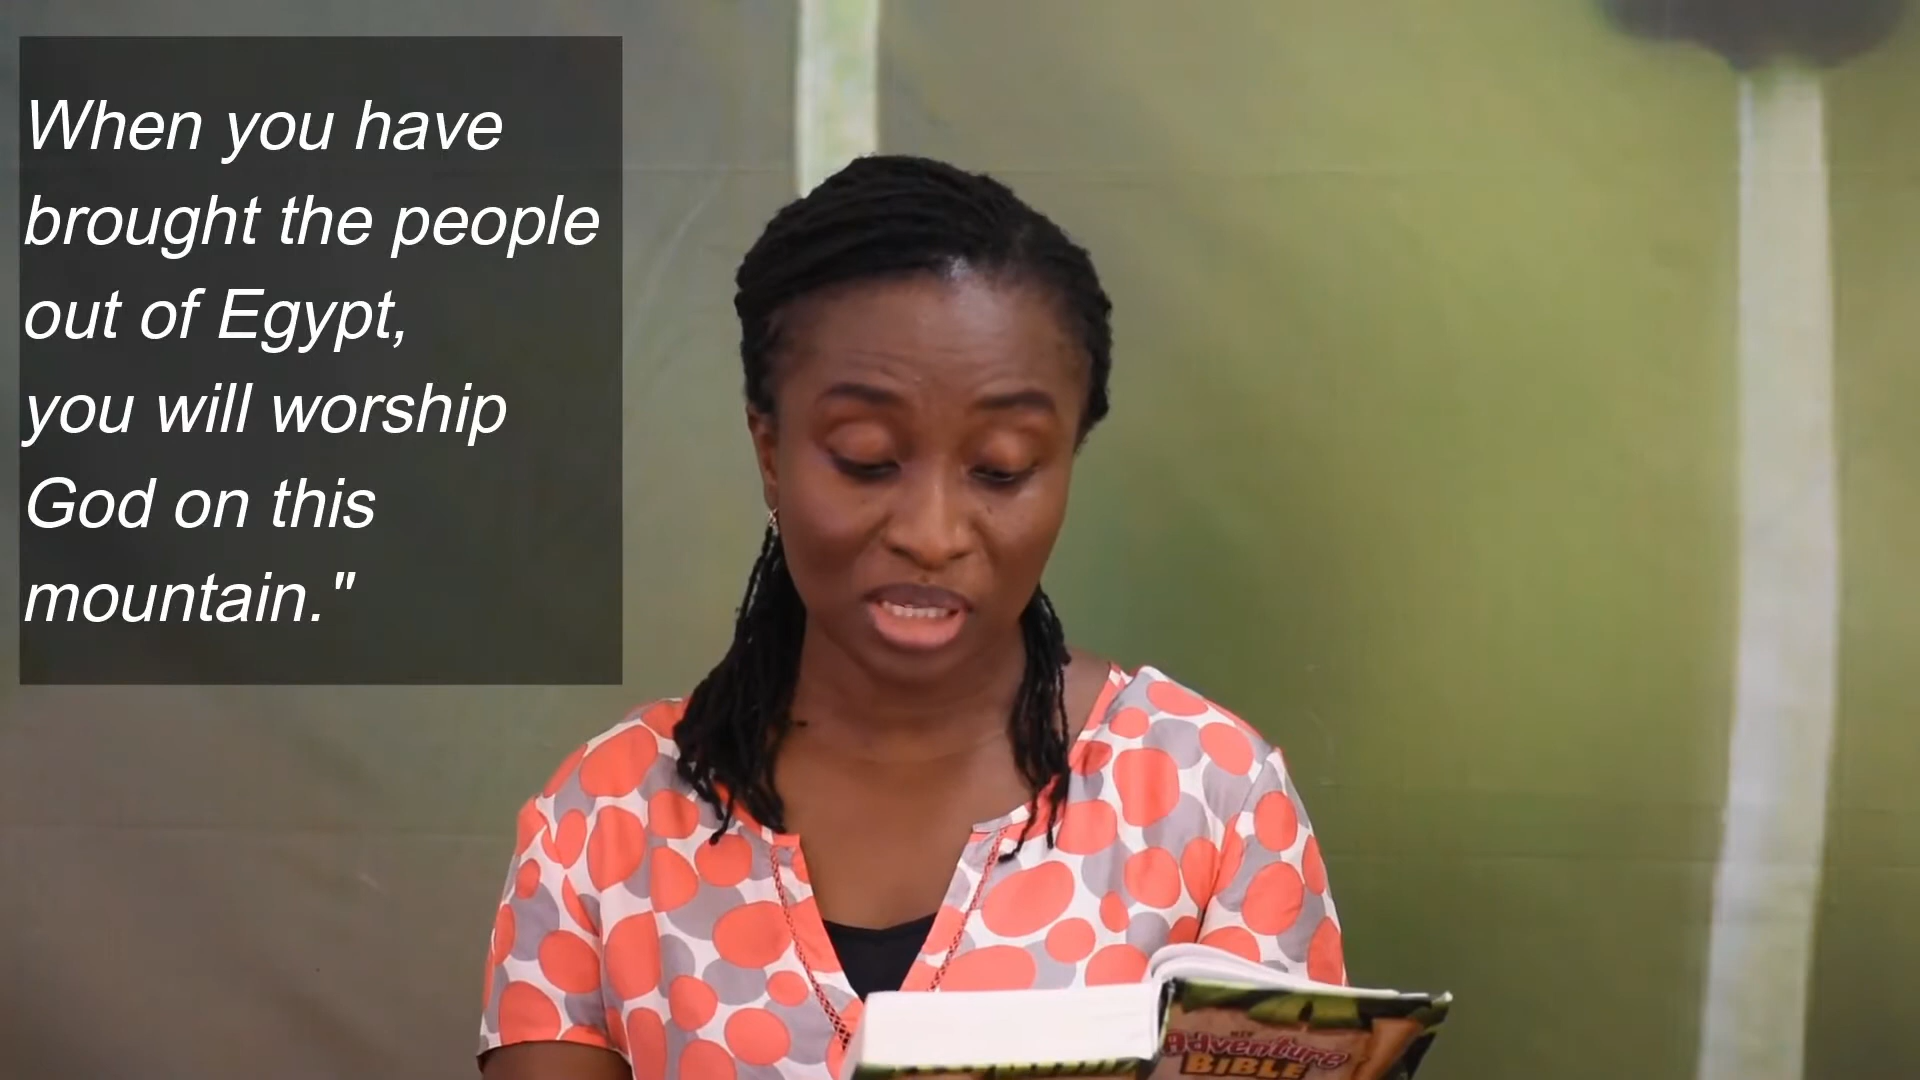 When you have
brought the people
out of Egypt,
you will worship
God on this
mountain."
Adventure
BIBLE